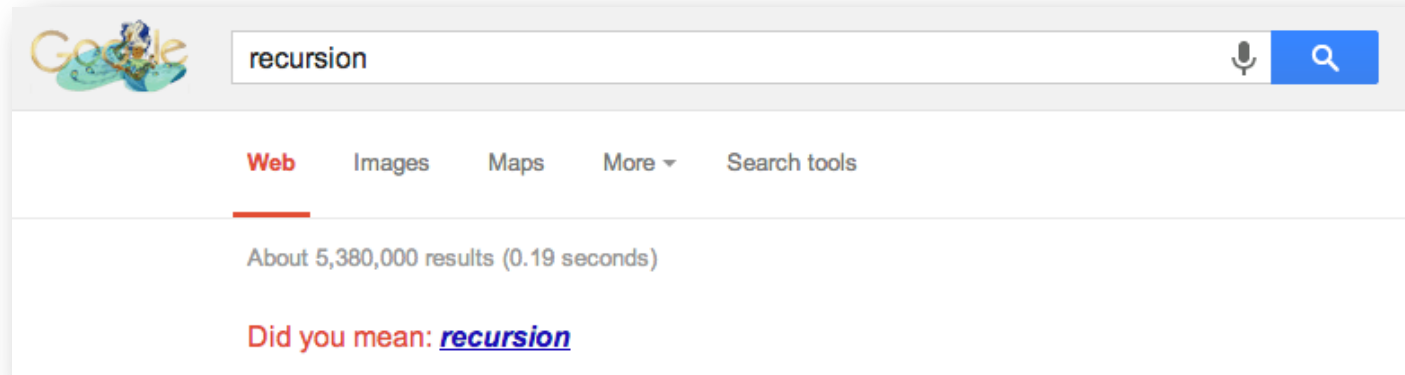 Google
recursion
Web Images Maps More Search tools
About 5,380,000 results (0.19 seconds)
Did you mean: recursion